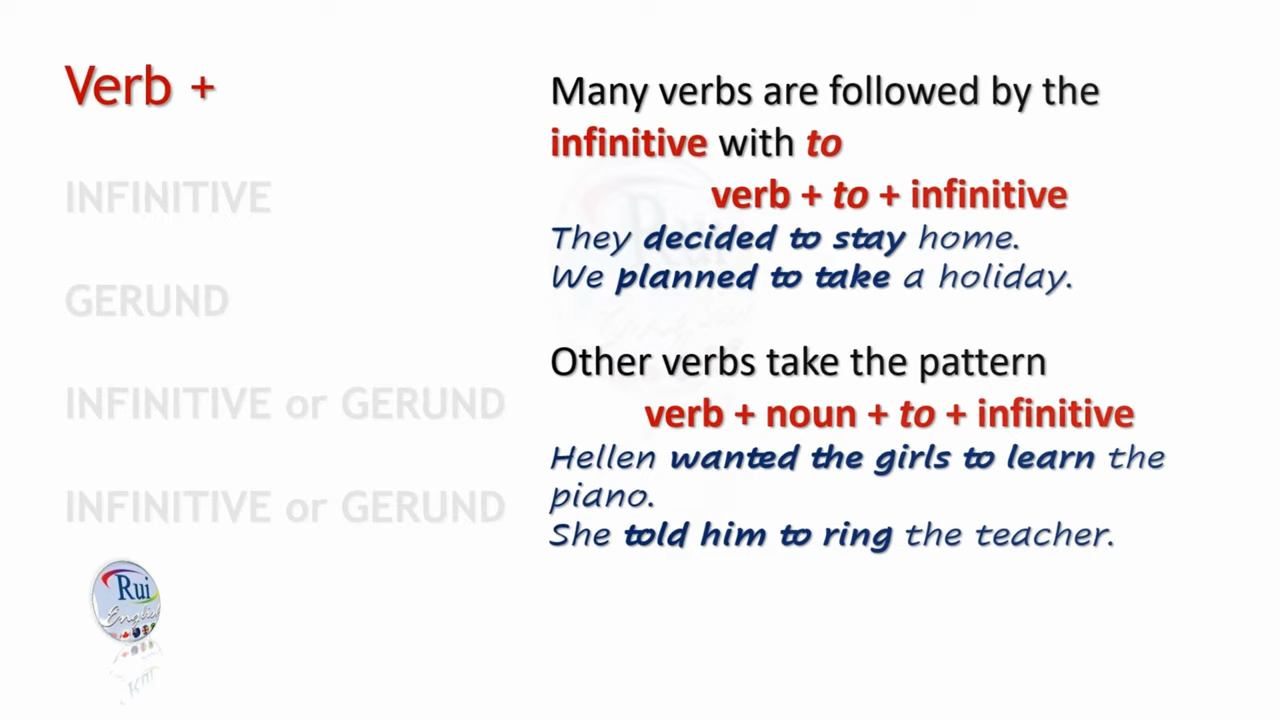 Verb +
INFINITIVE
GERUND
INFINITIVE or GERUND
INFINITIVE or GERUND
Many verbs are followed by the
infinitive with to
verb + to + infinitive
They decided to stay home.
We planned to take a holiday.
Other verbs take the pattern
verb + noun + to + infinitive
Hellen wanted the girls to learn the
piano.
She told him to ring the teacher.
Rui
English